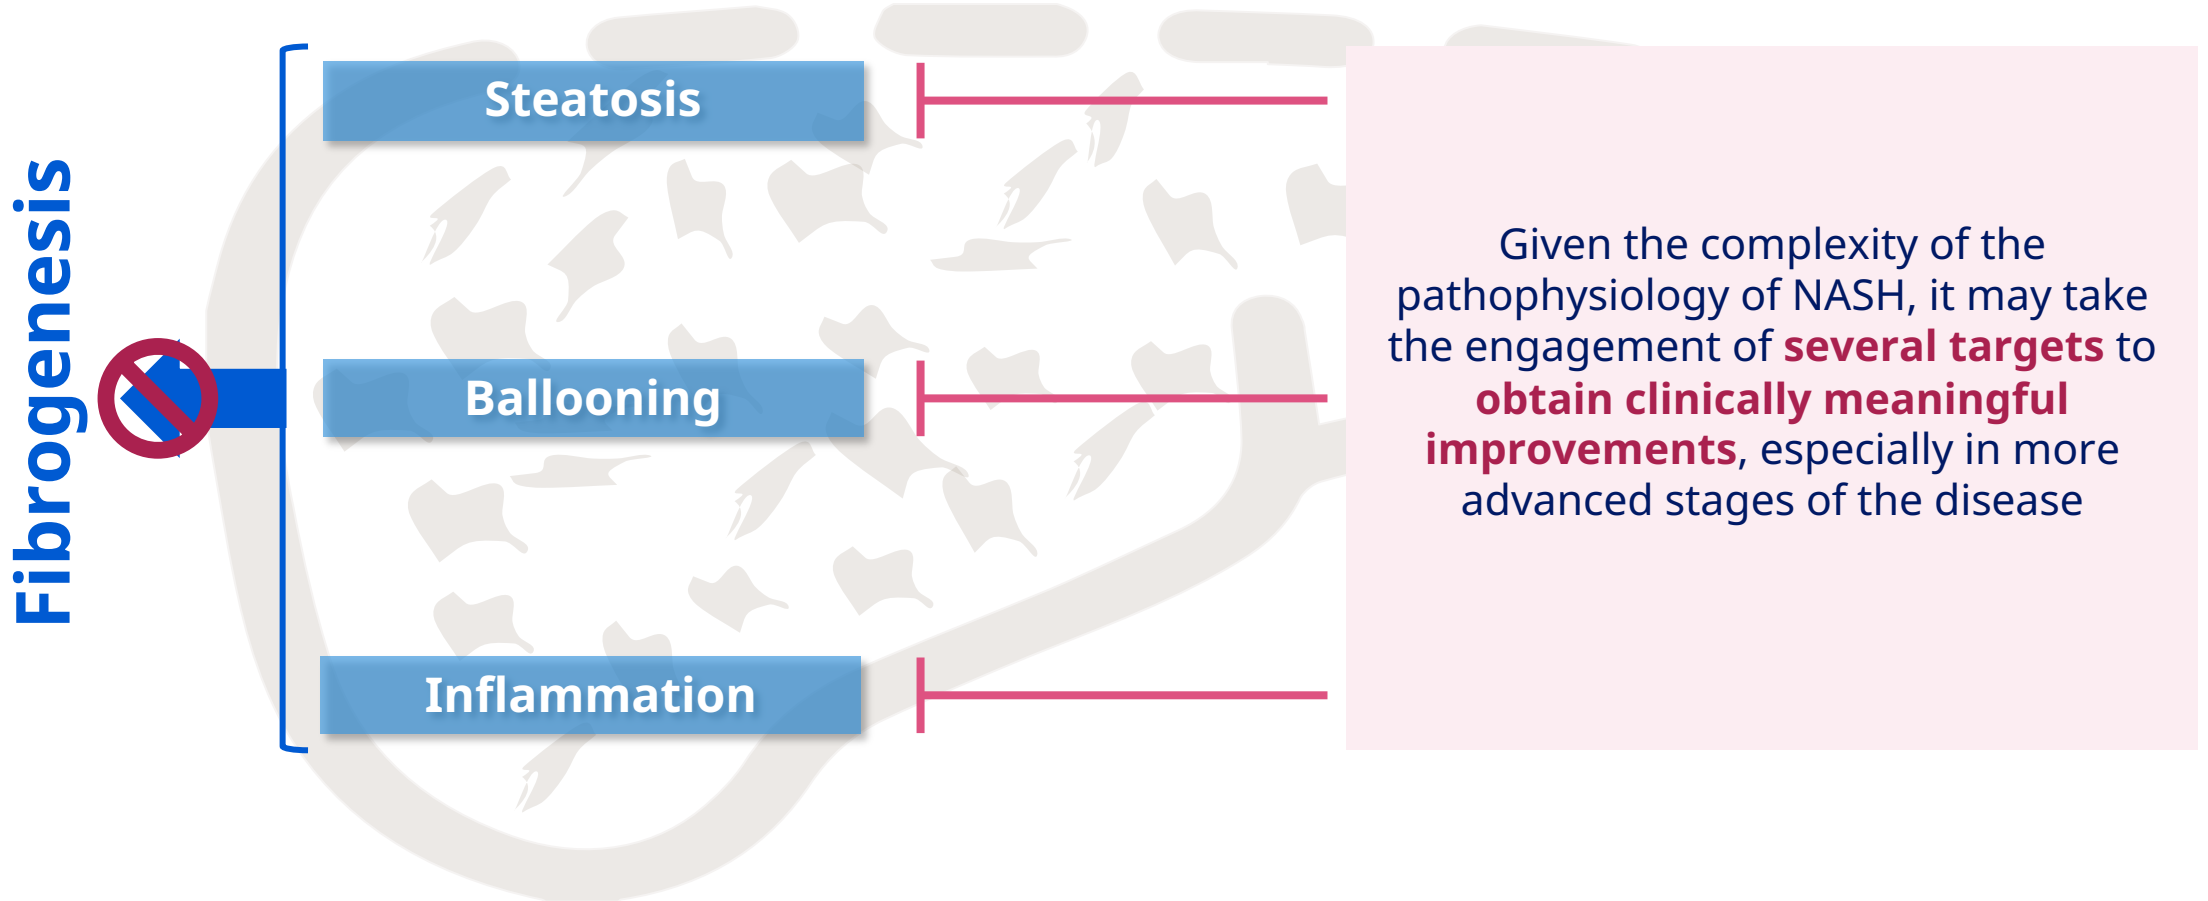 Fibrogenesis
Steatosis
Ballooning
Inflammation
Given the complexity of the
pathophysiology of NASH, it may take
the engagement of several targets to
obtain clinically meaningful
improvements, especially in more
advanced stages of the disease